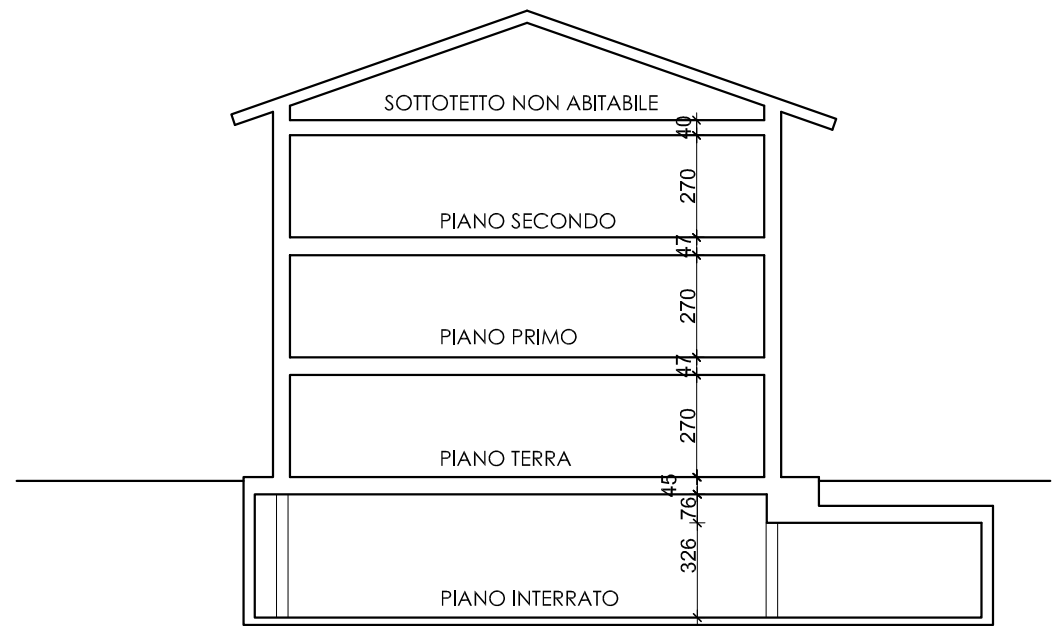 SOTTOTETTO NON ABITABILE
40
270
PIANO SECONDO
47
270
PIANO PRIMO
47
270
PIANO TERRA
45
76
326
PIANO INTERRATO